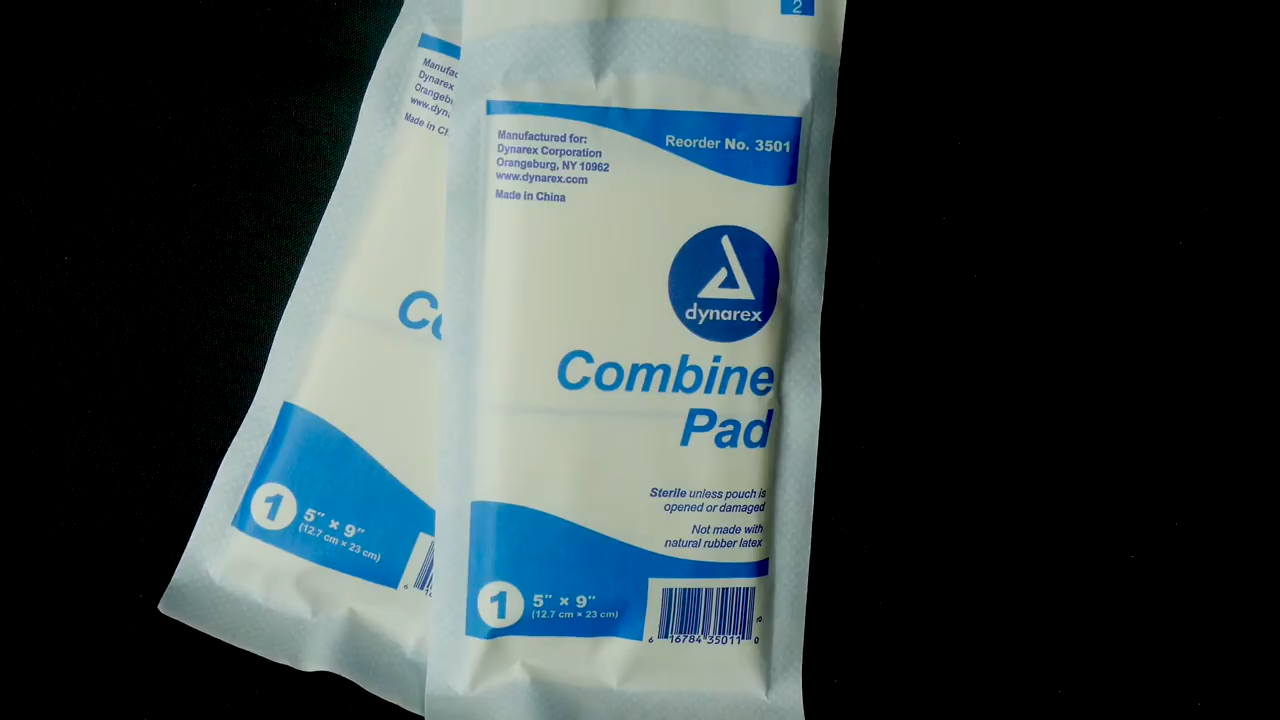 2
Manufactured for:
Dynarex Corporation
Orangeburg, NY 10962
www.dynarex.com
Made in China
Reorder No. 3501
dynarex
Combine
Pad
Sterile unless pouch is
opened or damaged
Not made with
natural rubber latex
1
5" × 9"
(12.7 cm × 23 cm)
6 16784 35011 0
Manufac
Dynarex
Orangeb
www.dyn
Made in Ch
Co
1
5" × 9"
(12.7 cm × 23 cm)
6